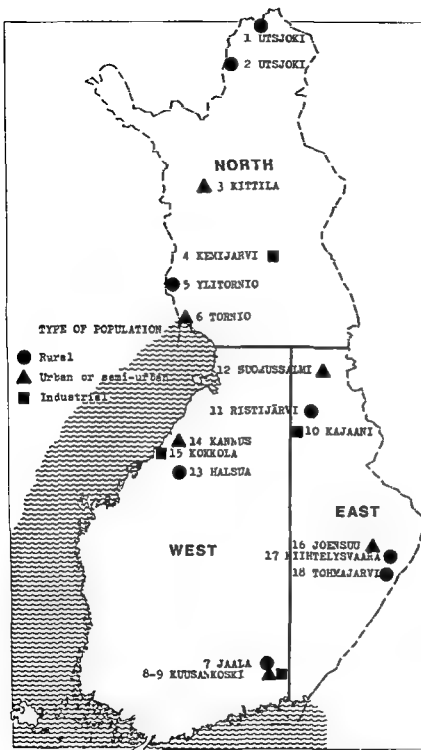 1 UTSJOKI
2 UTSJOKI
NORTH
3 KITTILA
4 KEMIJARVI
5 YLITORNIO
6 TORNIO
TYPE OF POPULATION
Rural
Urban or semi-urban
Industrial
12 SUOMUSSALMI
11 RISTIJÄRVI
10 KAJAANI
14 KANNUS
15 KOKKOLA
13 HALSUA
EAST
WEST
16 JOENSUU
17 KIIHTELYSVAARA
18 TOHMAJARVI
7 JAALA
8-9 KUUSANKOSKI